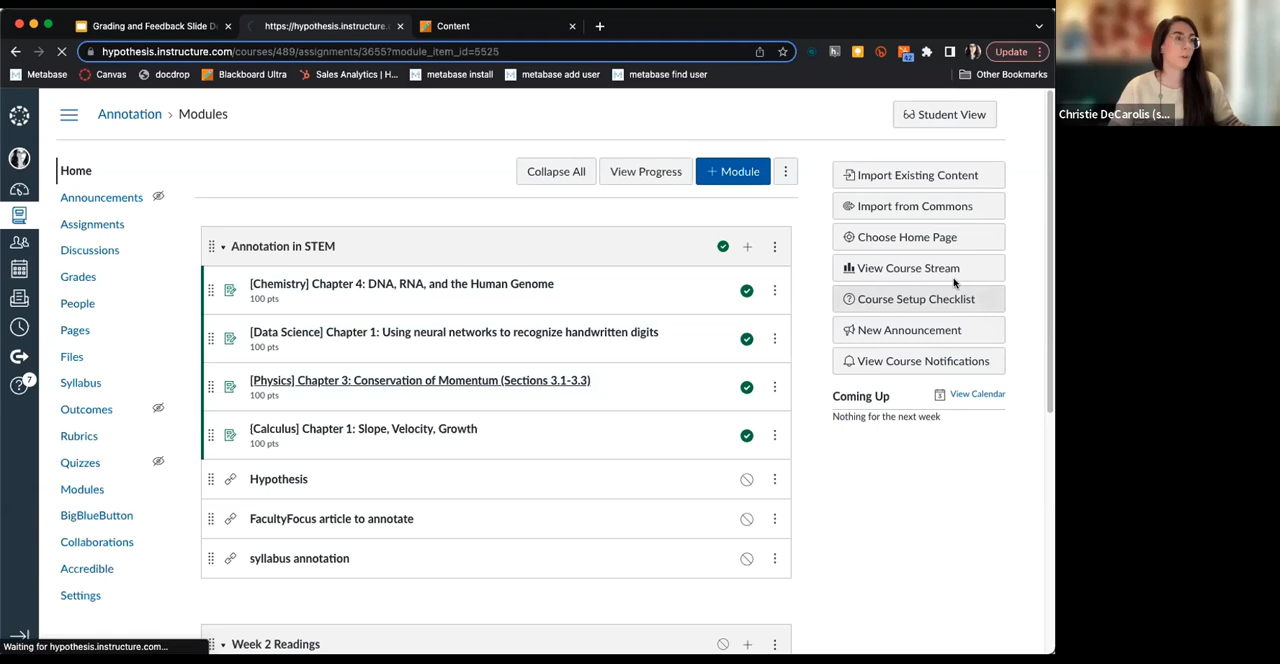 Grading and Feedback Slide D
https://hypothesis.instructure.c
Content
hypothesis.instructure.com/courses/489/assignments/3655?module_item_id=5525
42
Update
Metabase
Canvas
docdrop
Blackboard Ultra
Sales Analytics | H...
metabase install
metabase add user
metabase find user
Other Bookmarks
Christie DeCarolis (s...
Annotation › Modules
Student View
Home
Announcements
Assignments
Discussions
Grades
People
Pages
Files
Syllabus
Outcomes
Rubrics
Quizzes
Modules
BigBlueButton
Collaborations
Accredible
Settings
7
Collapse All
View Progress
+ Module
Annotation in STEM
[Chemistry] Chapter 4: DNA, RNA, and the Human Genome
100 pts
[Data Science] Chapter 1: Using neural networks to recognize handwritten digits
100 pts
[Physics] Chapter 3: Conservation of Momentum (Sections 3.1-3.3)
100 pts
[Calculus] Chapter 1: Slope, Velocity, Growth
100 pts
Hypothesis
FacultyFocus article to annotate
syllabus annotation
Week 2 Readings
Import Existing Content
Import from Commons
Choose Home Page
View Course Stream
Course Setup Checklist
New Announcement
View Course Notifications
Coming Up
View Calendar
Nothing for the next week
Waiting for hypothesis.instructure.com...